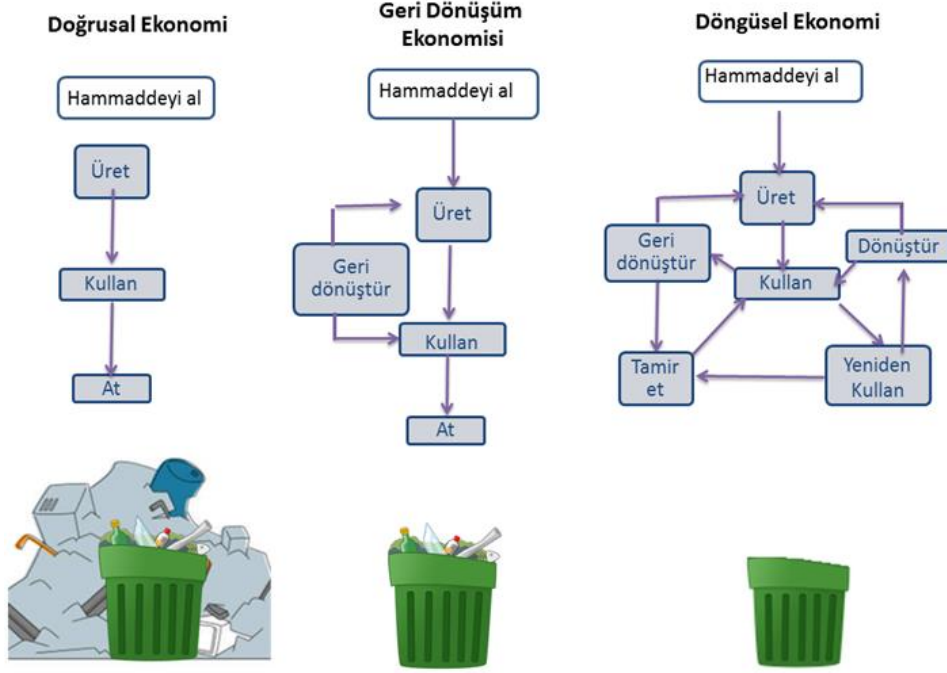 Doğrusal Ekonomi
Hammaddeyi al
Üret
Kullan
At
Geri Dönüşüm
Ekonomisi
Hammaddeyi al
Üret
Geri
dönüştür
Kullan
At
Döngüsel Ekonomi
Hammaddeyi al
Üret
Geri
dönüştür
Dönüştür
Kullan
Tamir
et
Yeniden
Kullan